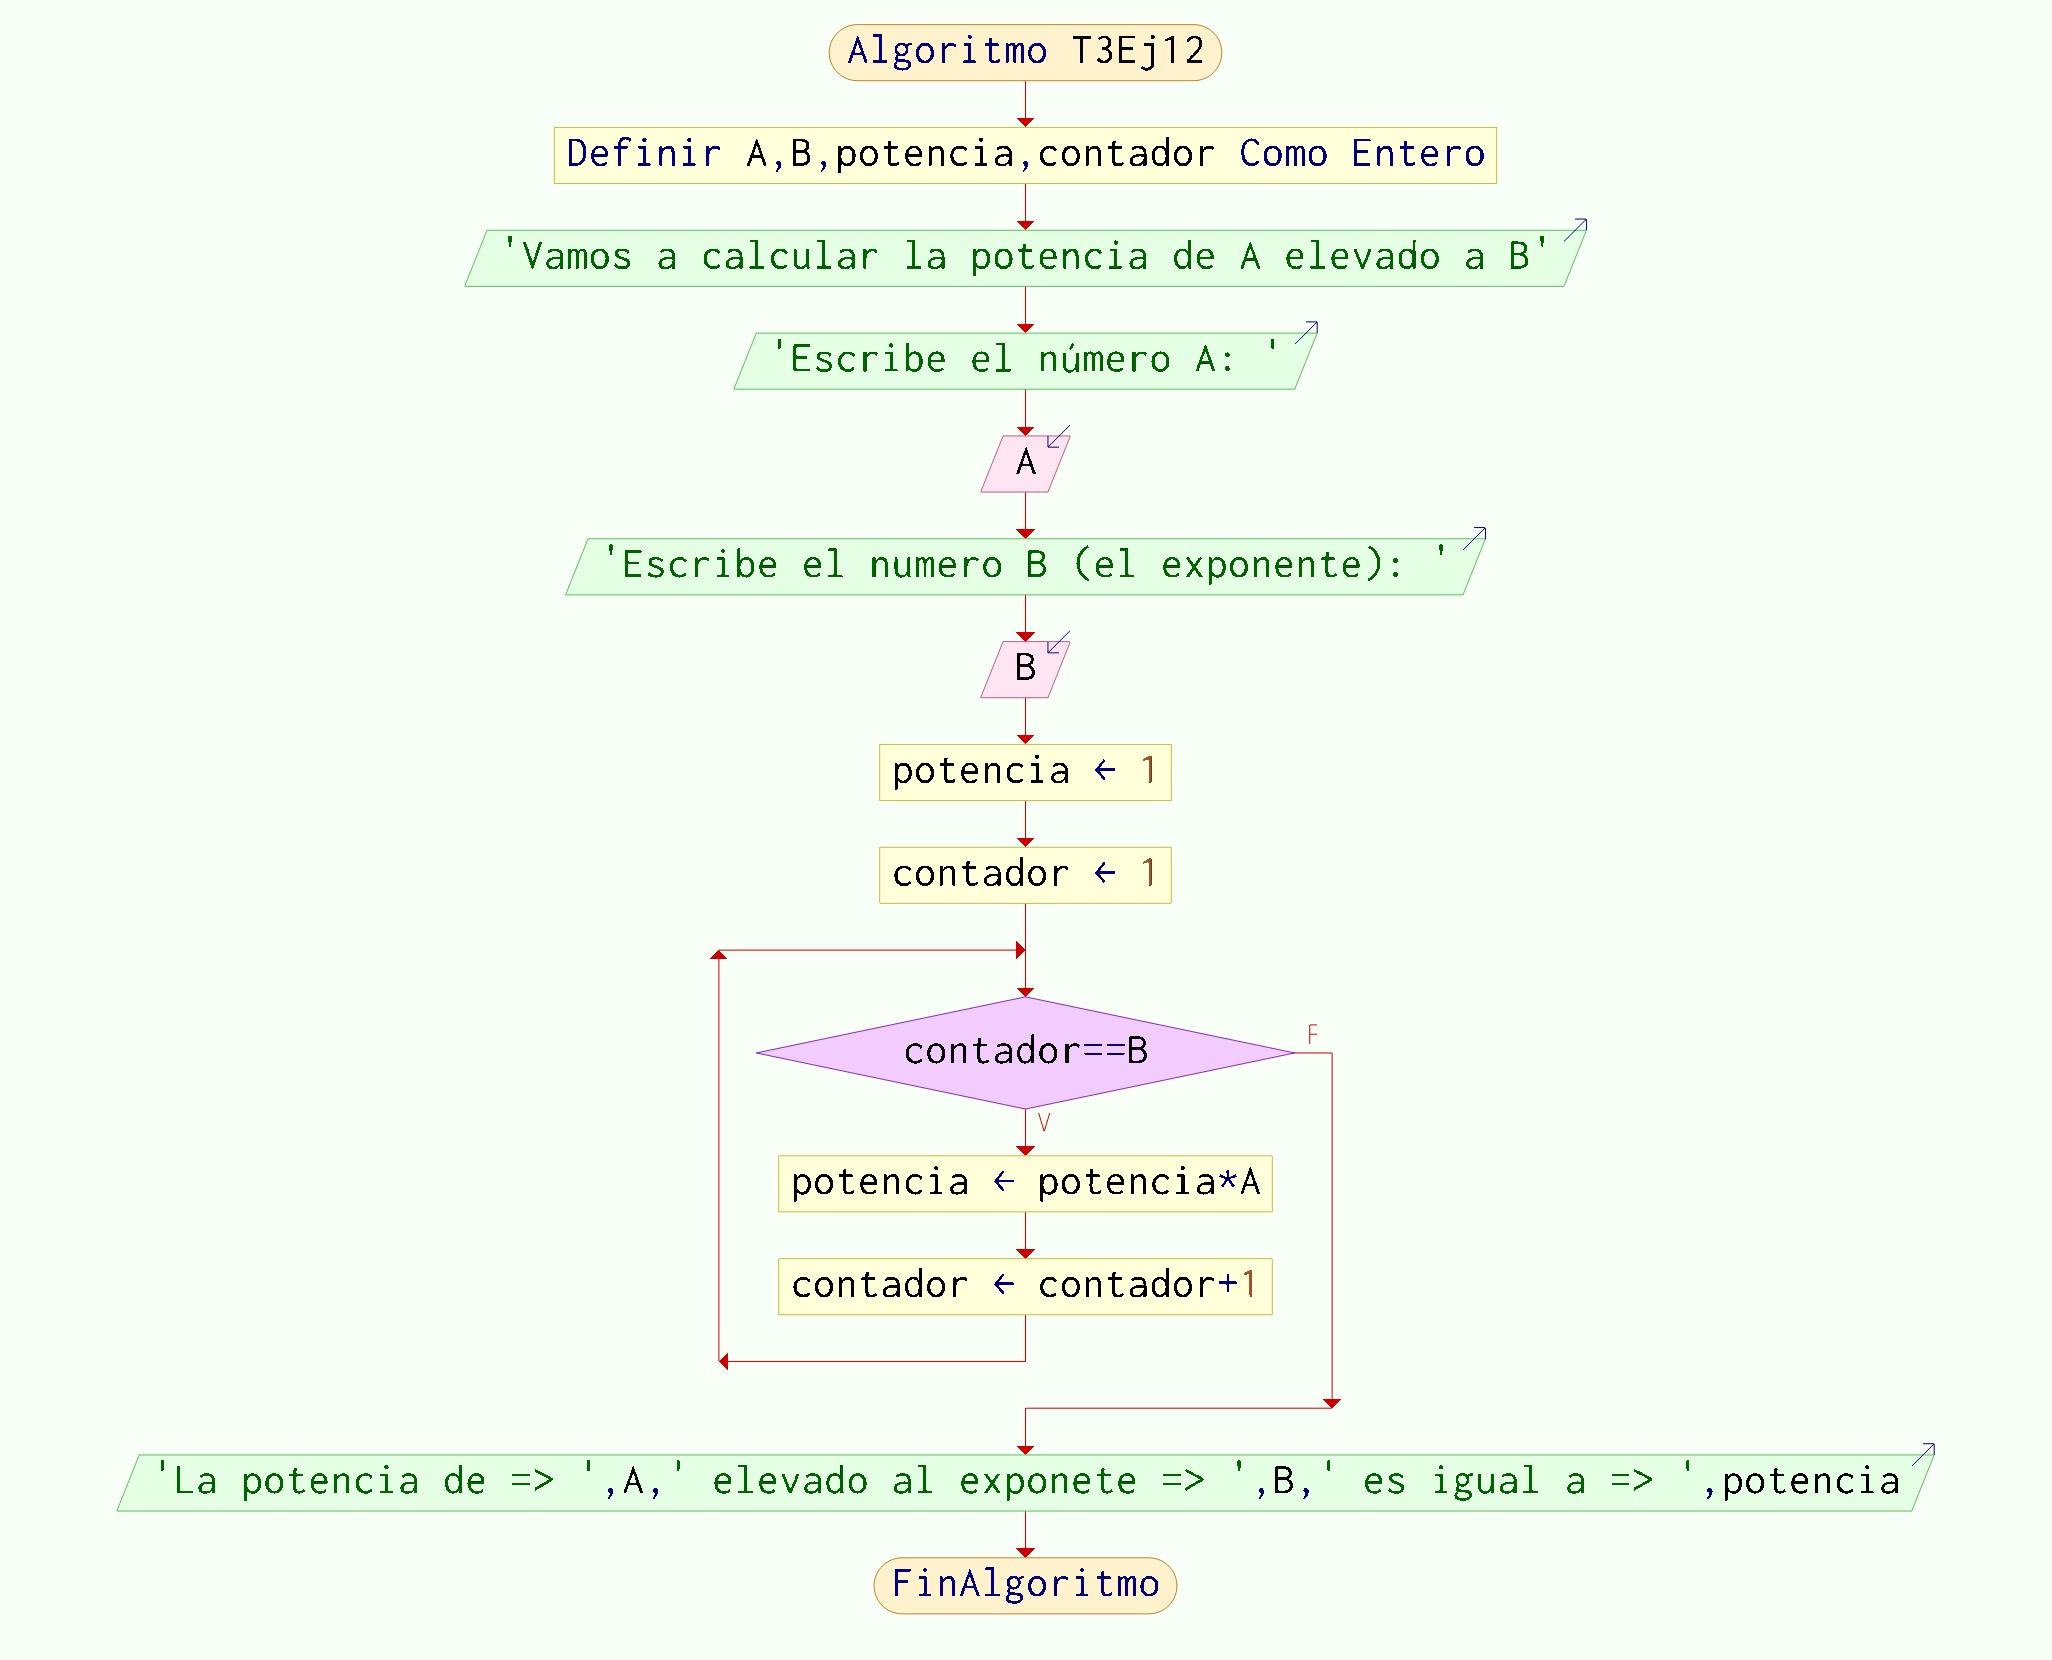 Algoritmo T3Ej12
Definir A,B,potencia,contador Como Entero
'Vamos a calcular la potencia de A elevado a B'
'Escribe el número A: '
A
'Escribe el numero B (el exponente): '
B
potencia ← 1
contador ← 1
contador==B
F
V
potencia ← potencia*A
contador ← contador+1
'La potencia de => ',A,' elevado al exponete => ',B,' es igual a => ',potencia
FinAlgoritmo